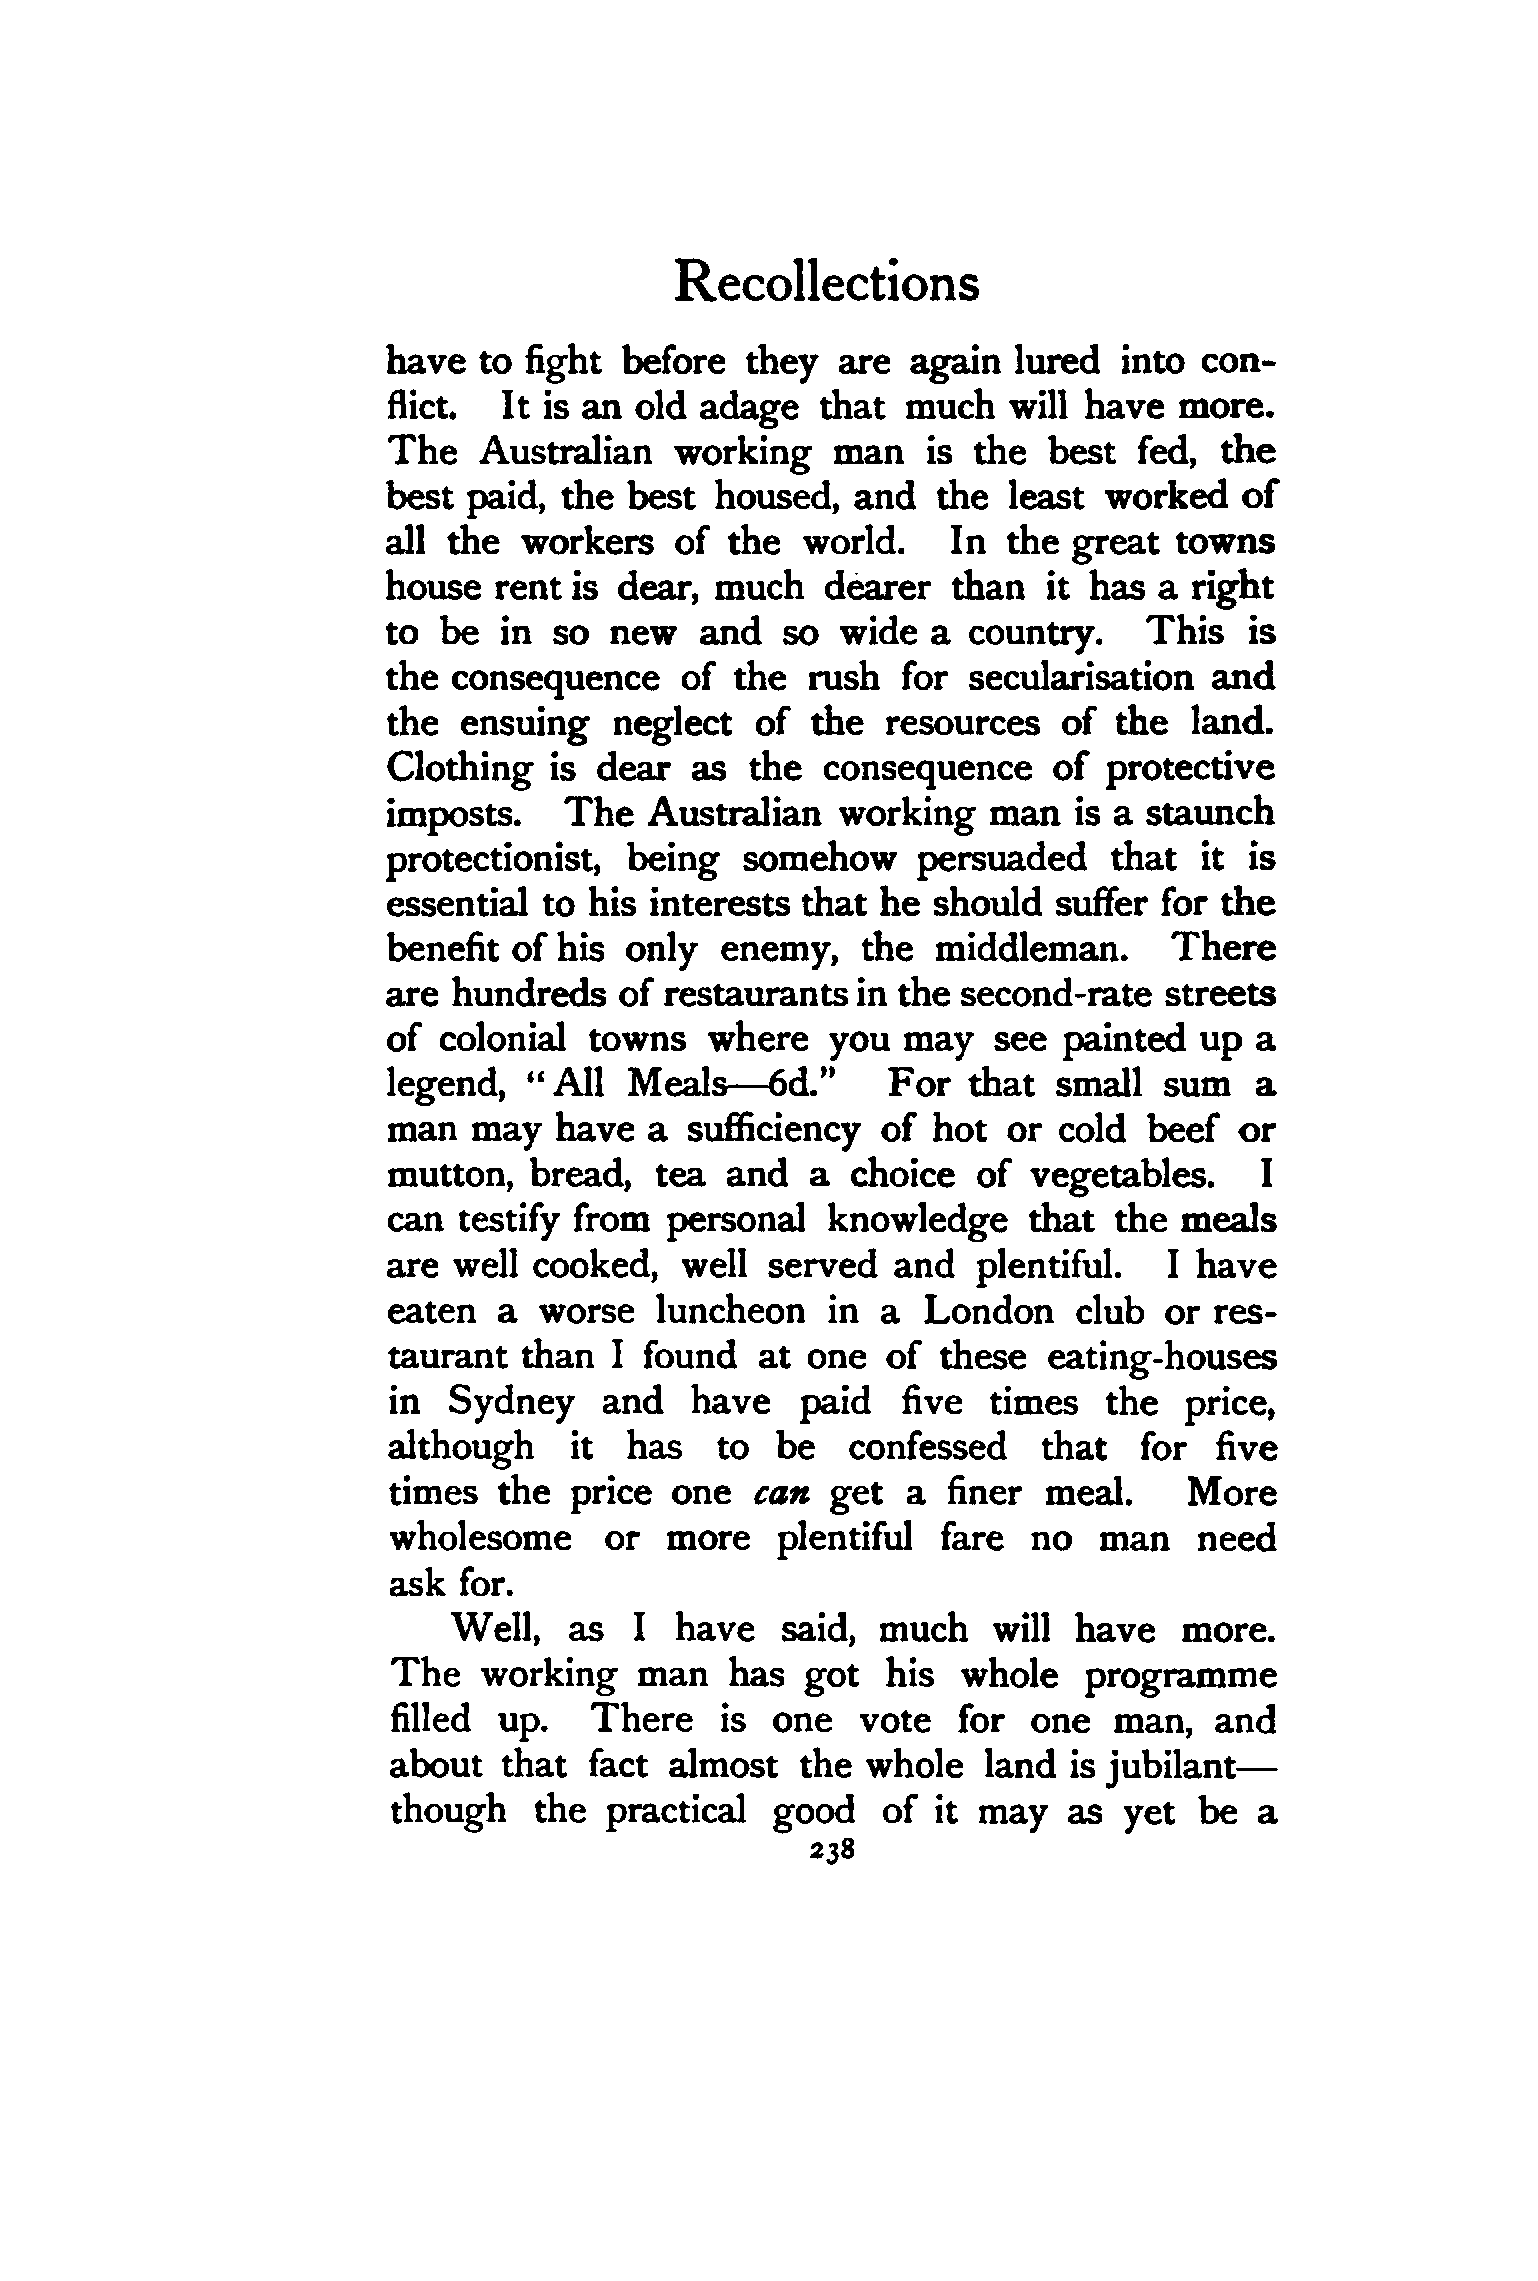 Recollections
have to fight before they are again lured into con-
flict. It is an old adage that much will have more.
The Australian working man is the best fed, the
best paid, the best housed, and the least worked of
all the workers of the world. In the great towns
house rent is dear, much dearer than it has a right
to be in so new and so wide a country. This is
the consequence of the rush for secularisation and
the ensuing neglect of the resources of the land.
Clothing is dear as the consequence of protective
imposts. The Australian working man is a staunch
protectionist, being somehow persuaded that it is
essential to his interests that he should suffer for the
benefit of his only enemy, the middleman. There
are hundreds of restaurants in the second-rate streets
of colonial towns where you may see painted up a
legend, “All Meals—6d.” For that small sum a
man may have a sufficiency of hot or cold beef or
mutton, bread, tea and a choice of vegetables. I
can testify from personal knowledge that the meals
are well cooked, well served and plentiful. I have
eaten a worse luncheon in a London club or res-
taurant than I found at one of these eating-houses
in Sydney and have paid five times the price,
although it has to be confessed that for five
times the price one can get a finer meal. More
wholesome or more plentiful fare no man need
ask for.
Well, as I have said, much will have more.
The working man has got his whole programme
filled up. There is one vote for one man, and
about that fact almost the whole land is jubilant—
though the practical good of it may as yet be a
238